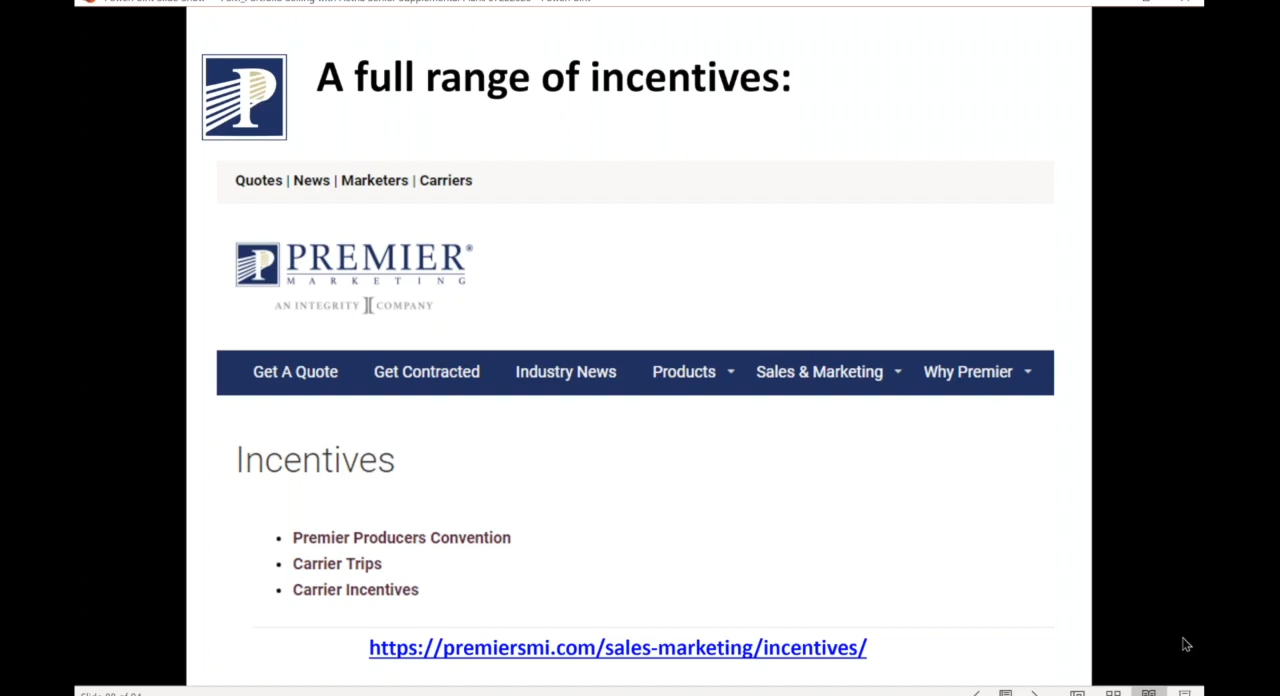 A full range of incentives:
Quotes | News | Marketers | Carriers
PREMIER®
MARKETING
AN INTEGRITY COMPANY
Get A Quote Get Contracted Industry News Products Sales & Marketing Why Premier
Incentives
• Premier Producers Convention
• Carrier Trips
• Carrier Incentives
https://premiersmi.com/sales-marketing/incentives/